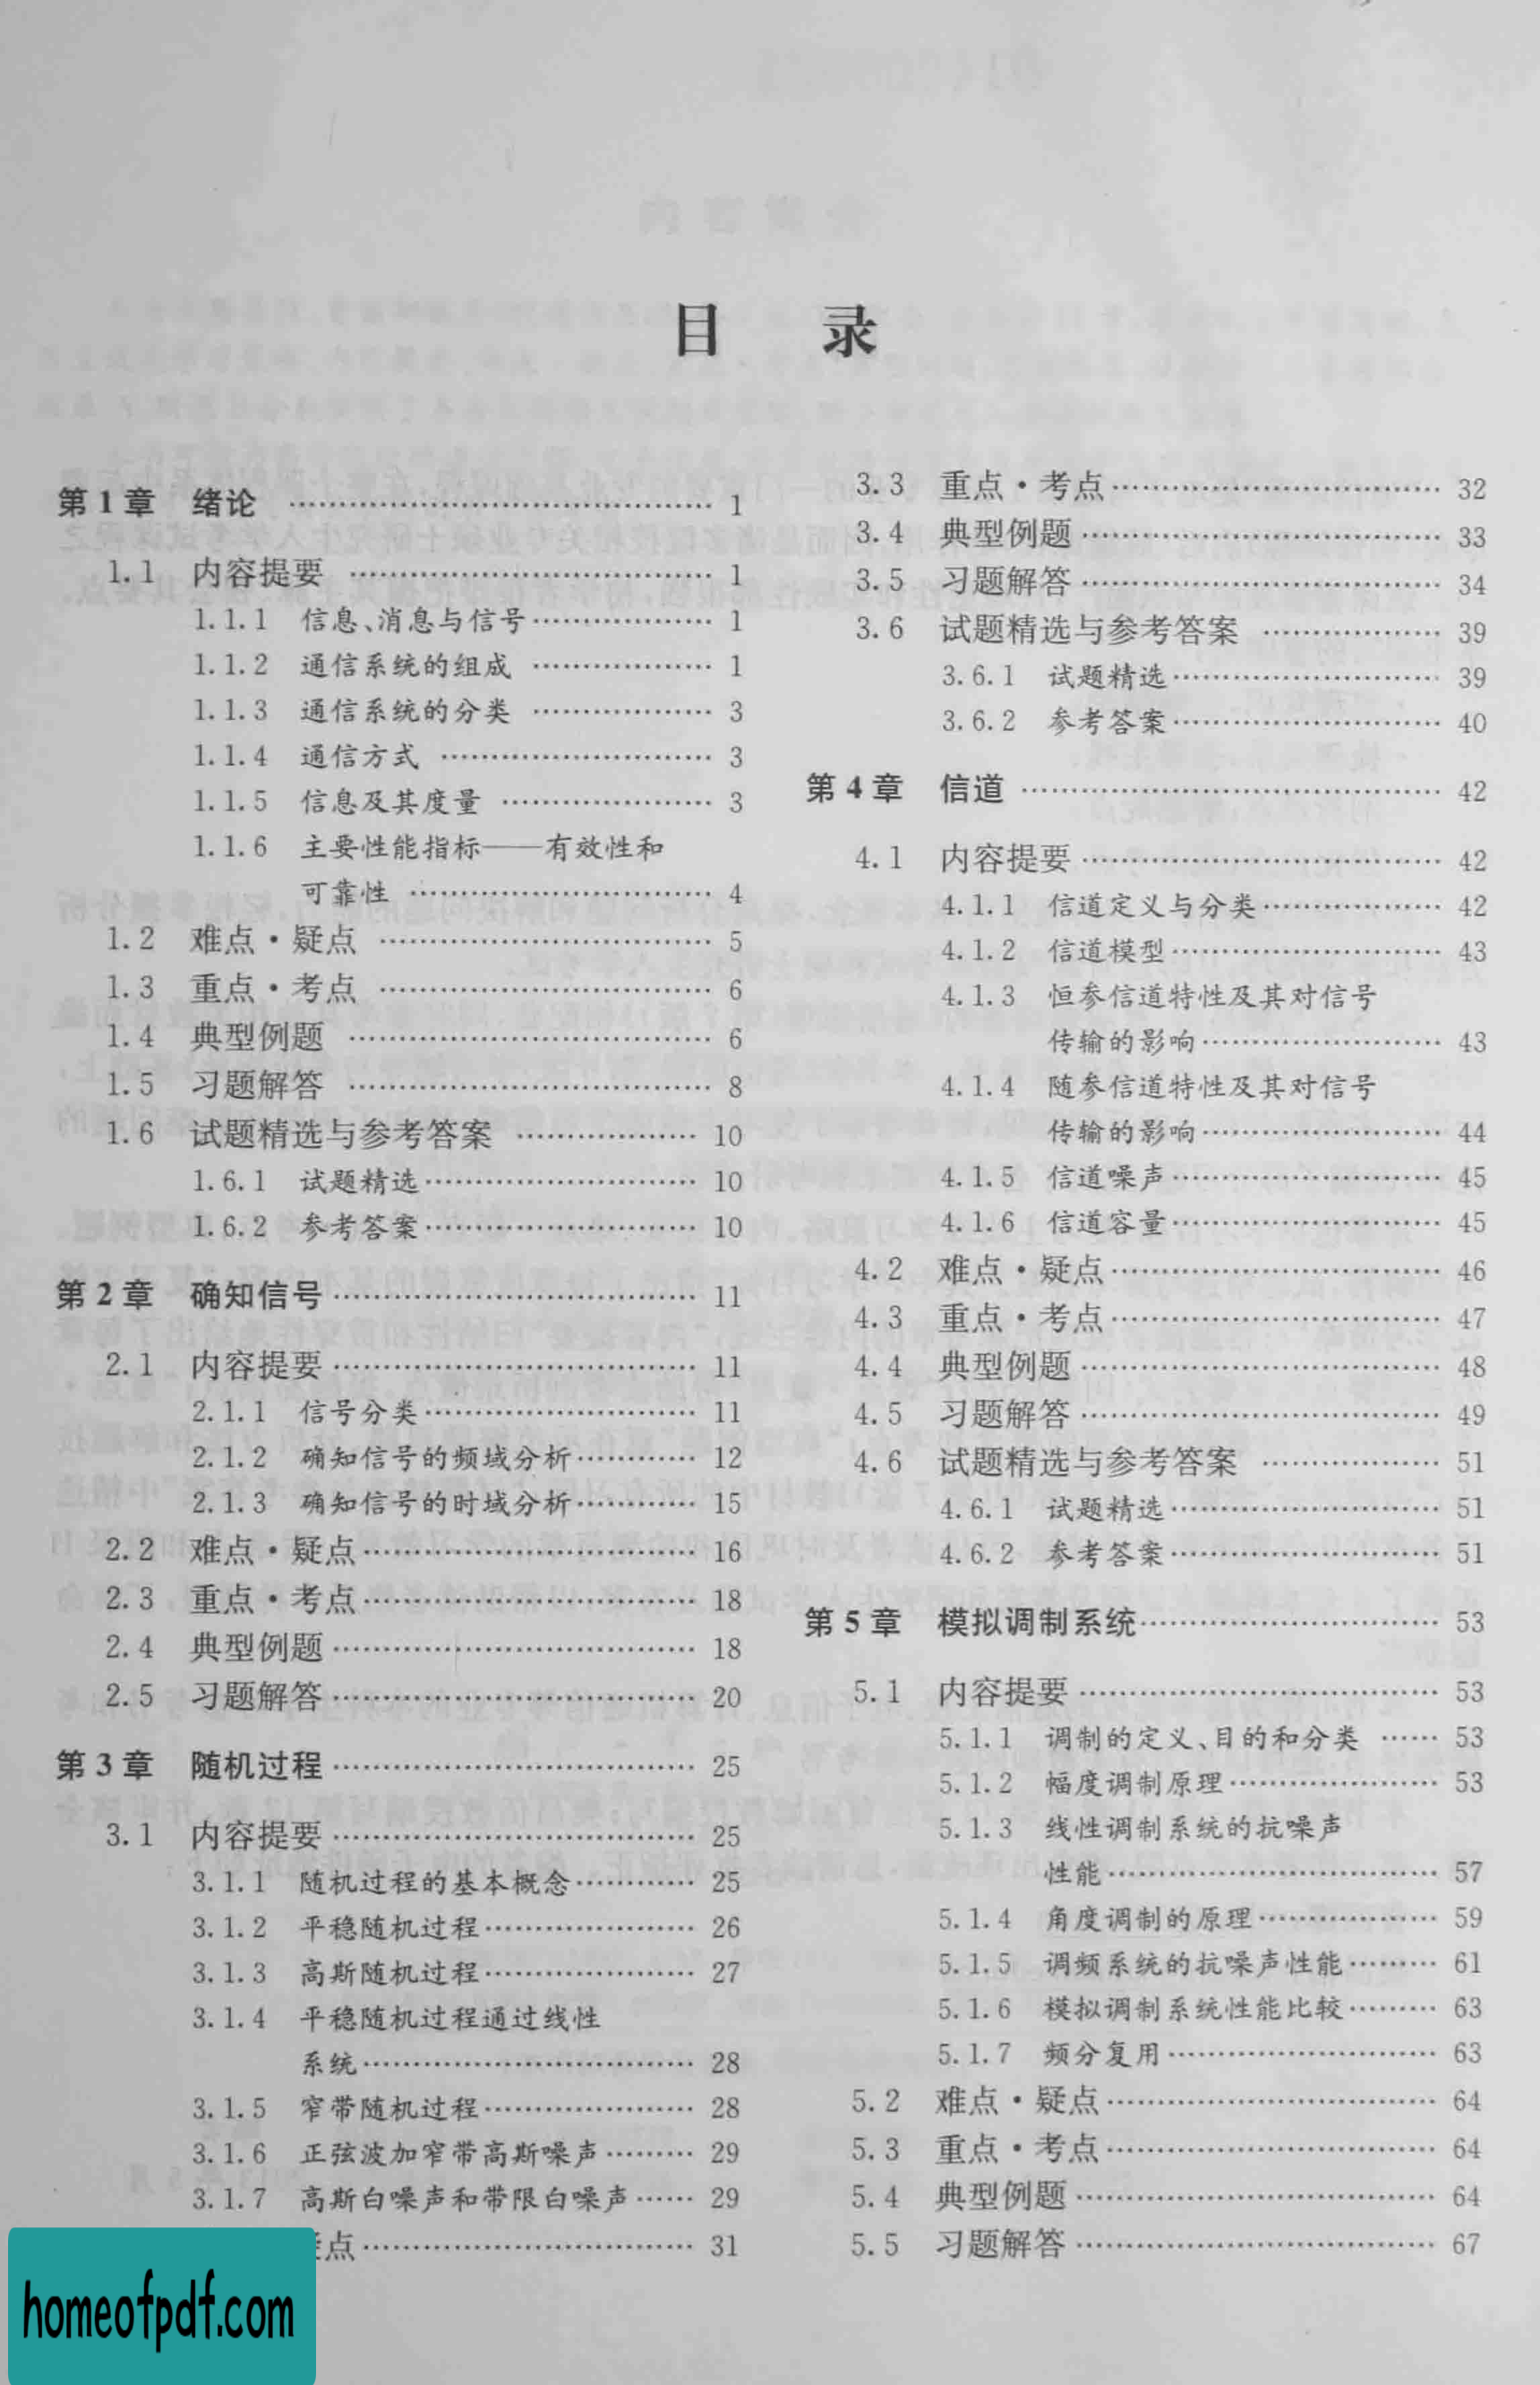 目 录
第1章 绪论 …… 1
1.1 内容提要 …… 1
1.1.1 信息、消息与信号 …… 1
1.1.2 通信系统的组成 …… 1
1.1.3 通信系统的分类 …… 3
1.1.4 通信方式 …… 3
1.1.5 信息及其度量 …… 3
1.1.6 主要性能指标——有效性和
可靠性 …… 4
1.2 难点·疑点 …… 5
1.3 重点·考点 …… 6
1.4 典型例题 …… 6
1.5 习题解答 …… 8
1.6 试题精选与参考答案 …… 10
1.6.1 试题精选 …… 10
1.6.2 参考答案 …… 10
第2章 确知信号 …… 11
2.1 内容提要 …… 11
2.1.1 信号分类 …… 11
2.1.2 确知信号的频域分析 …… 12
2.1.3 确知信号的时域分析 …… 15
2.2 难点·疑点 …… 16
2.3 重点·考点 …… 18
2.4 典型例题 …… 18
2.5 习题解答 …… 20
第3章 随机过程 …… 25
3.1 内容提要 …… 25
3.1.1 随机过程的基本概念 …… 25
3.1.2 平稳随机过程 …… 26
3.1.3 高斯随机过程 …… 27
3.1.4 平稳随机过程通过线性
系统 …… 28
3.1.5 窄带随机过程 …… 28
3.1.6 正弦波加窄带高斯噪声 …… 29
3.1.7 高斯白噪声和带限白噪声 …… 29
点 …… 31
3.3 重点·考点 …… 32
3.4 典型例题 …… 33
3.5 习题解答 …… 34
3.6 试题精选与参考答案 …… 39
3.6.1 试题精选 …… 39
3.6.2 参考答案 …… 40
第4章 信道 …… 42
4.1 内容提要 …… 42
4.1.1 信道定义与分类 …… 42
4.1.2 信道模型 …… 43
4.1.3 恒参信道特性及其对信号
传输的影响 …… 43
4.1.4 随参信道特性及其对信号
传输的影响 …… 44
4.1.5 信道噪声 …… 45
4.1.6 信道容量 …… 45
4.2 难点·疑点 …… 46
4.3 重点·考点 …… 47
4.4 典型例题 …… 48
4.5 习题解答 …… 49
4.6 试题精选与参考答案 …… 51
4.6.1 试题精选 …… 51
4.6.2 参考答案 …… 51
第5章 模拟调制系统 …… 53
5.1 内容提要 …… 53
5.1.1 调制的定义、目的和分类 …… 53
5.1.2 幅度调制原理 …… 53
5.1.3 线性调制系统的抗噪声
性能 …… 57
5.1.4 角度调制的原理 …… 59
5.1.5 调频系统的抗噪声性能 …… 61
5.1.6 模拟调制系统性能比较 …… 63
5.1.7 频分复用 …… 63
5.2 难点·疑点 …… 64
5.3 重点·考点 …… 64
5.4 典型例题 …… 64
5.5 习题解答 …… 67
homeofpdf.com